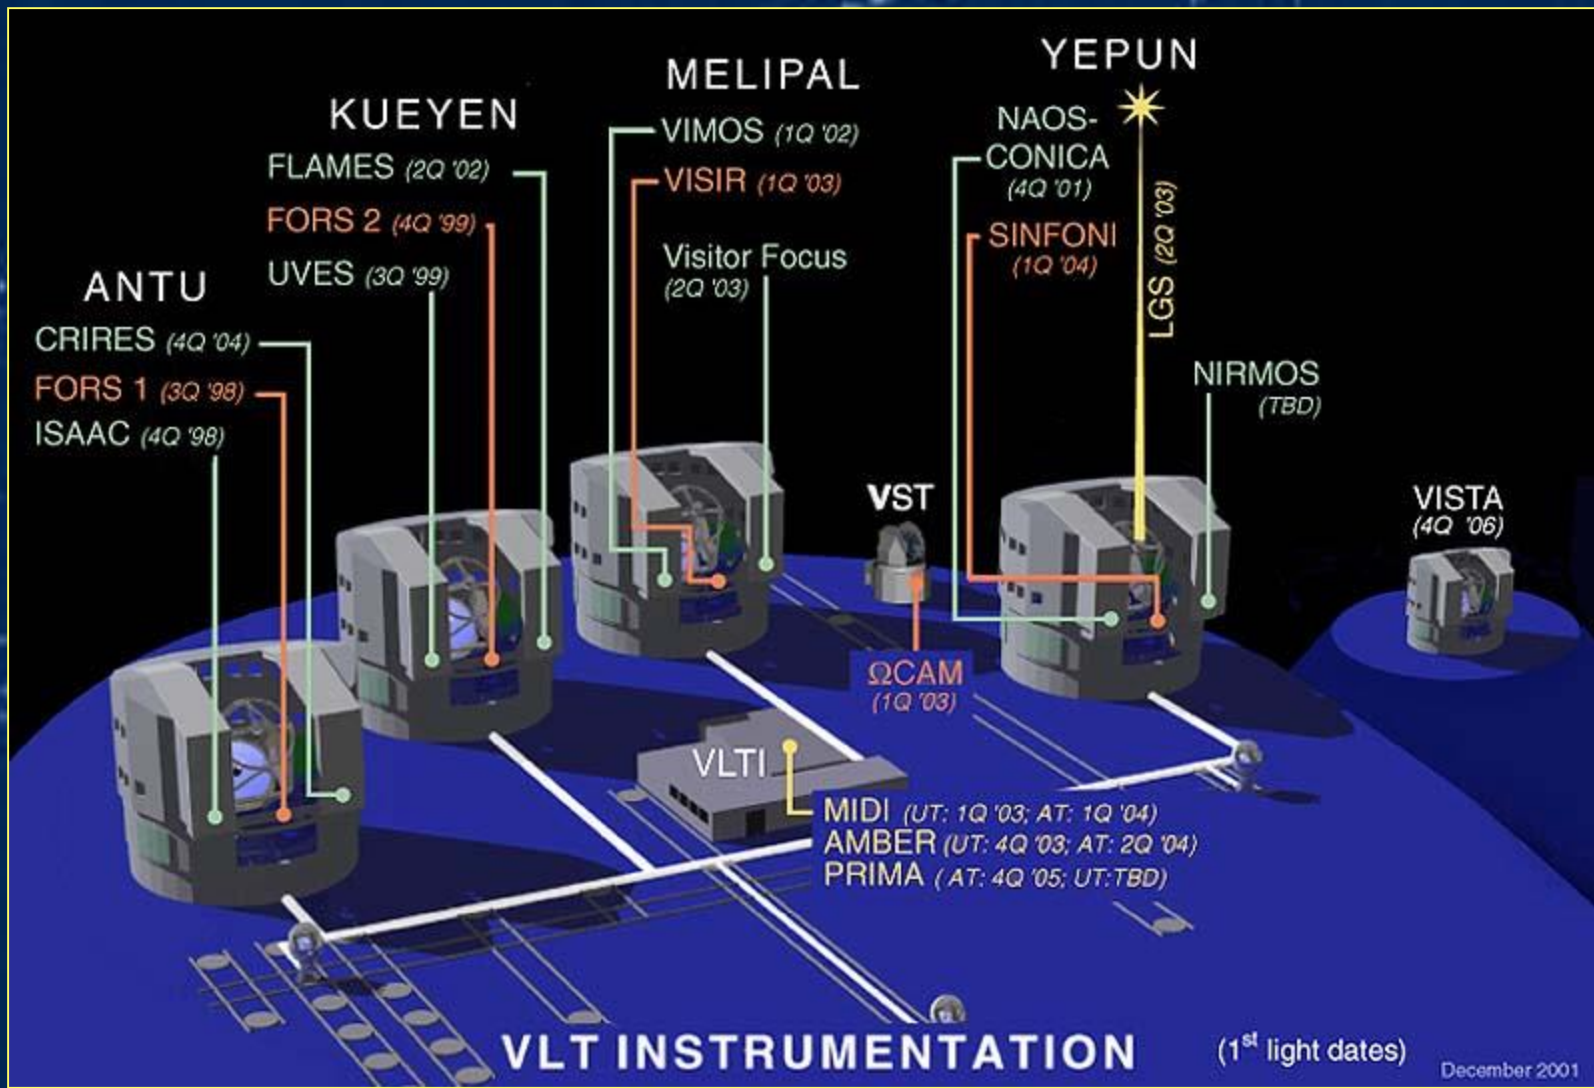 ANTU
CRIRES (4Q '04)
FORS 1 (3Q '98)
ISAAC (4Q '98)
KUEYEN
FLAMES (2Q '02)
FORS 2 (4Q '99)
UVES (3Q '99)
MELIPAL
VIMOS (1Q '02)
VISIR (1Q '03)
Visitor Focus
(2Q '03)
YEPUN
NAOS-
CONICA
(4Q '01)
SINFONI
(1Q '04)
LGS (2Q '03)
NIRMOS
(TBD)
VST
ΩCAM
(1Q '03)
VISTA
(4Q '06)
VLTI
MIDI (UT: 1Q '03; AT: 1Q '04)
AMBER (UT: 4Q '03; AT: 2Q '04)
PRIMA ( AT: 4Q '05; UT:TBD)
VLT INSTRUMENTATION
(1st light dates)
December 2001